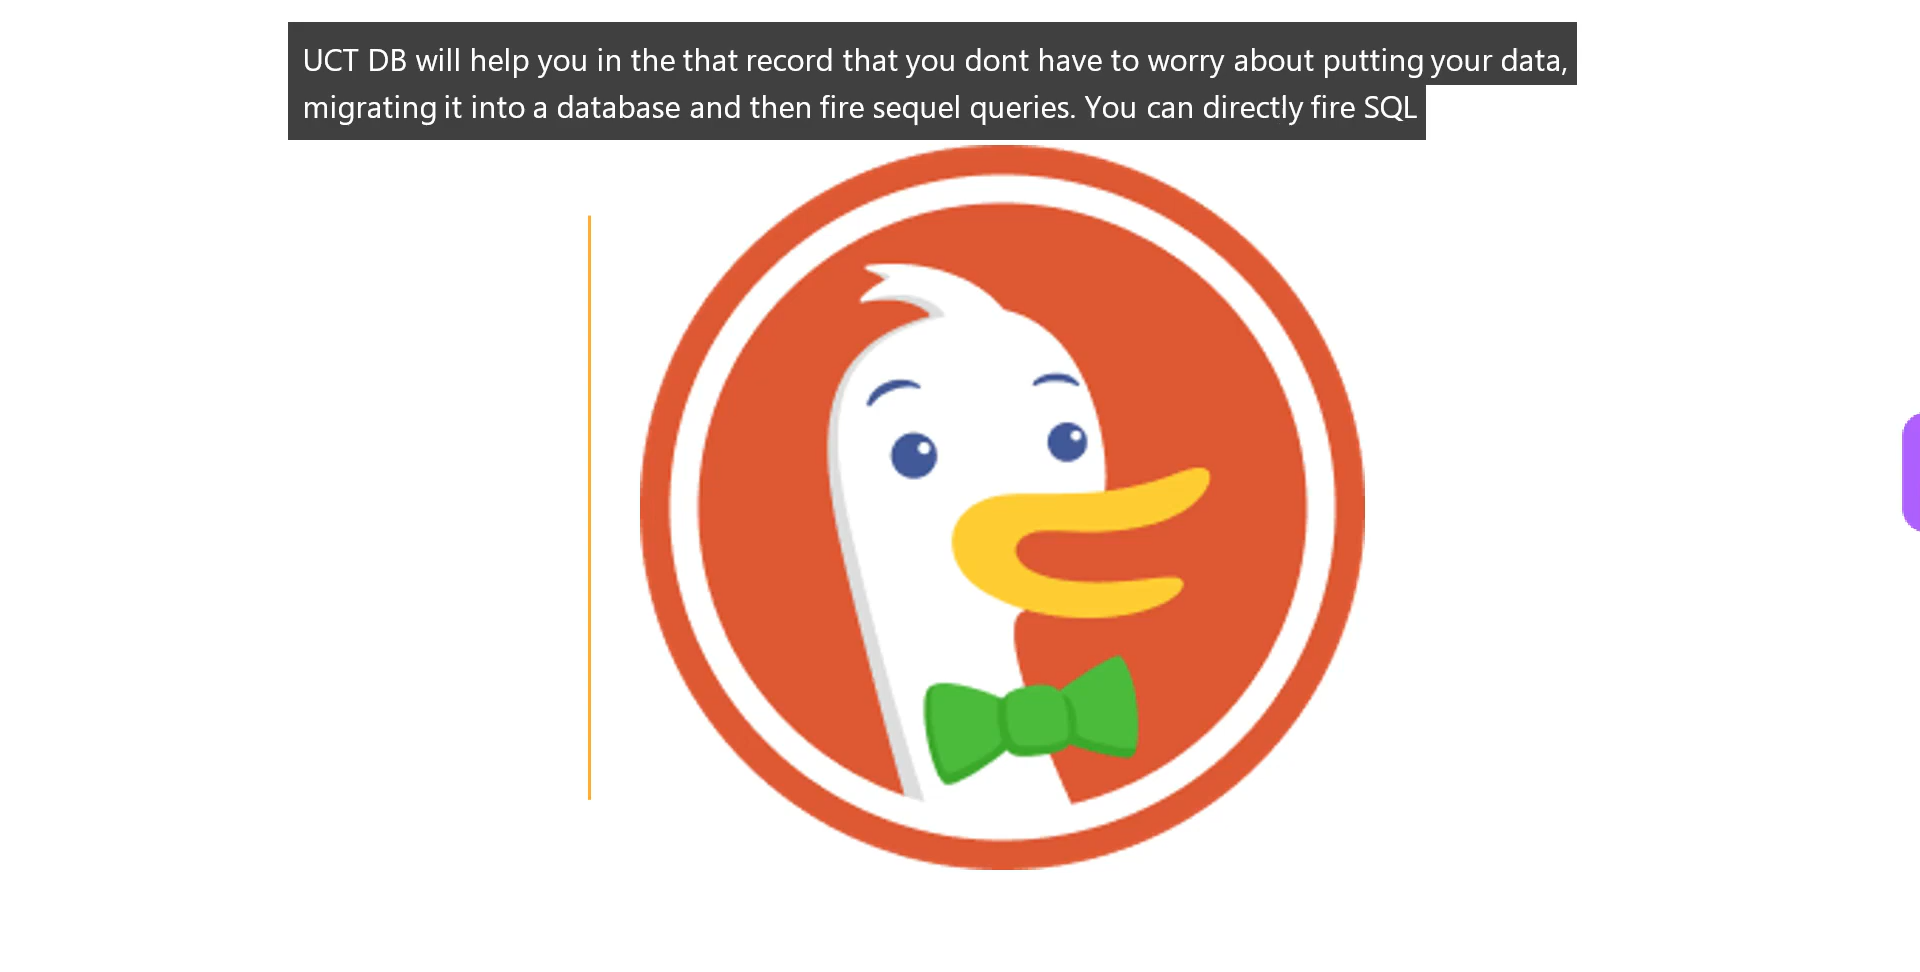 UCT DB will help you in the that record that you dont have to worry about putting your data,
migrating it into a database and then fire sequel queries. You can directly fire SQL